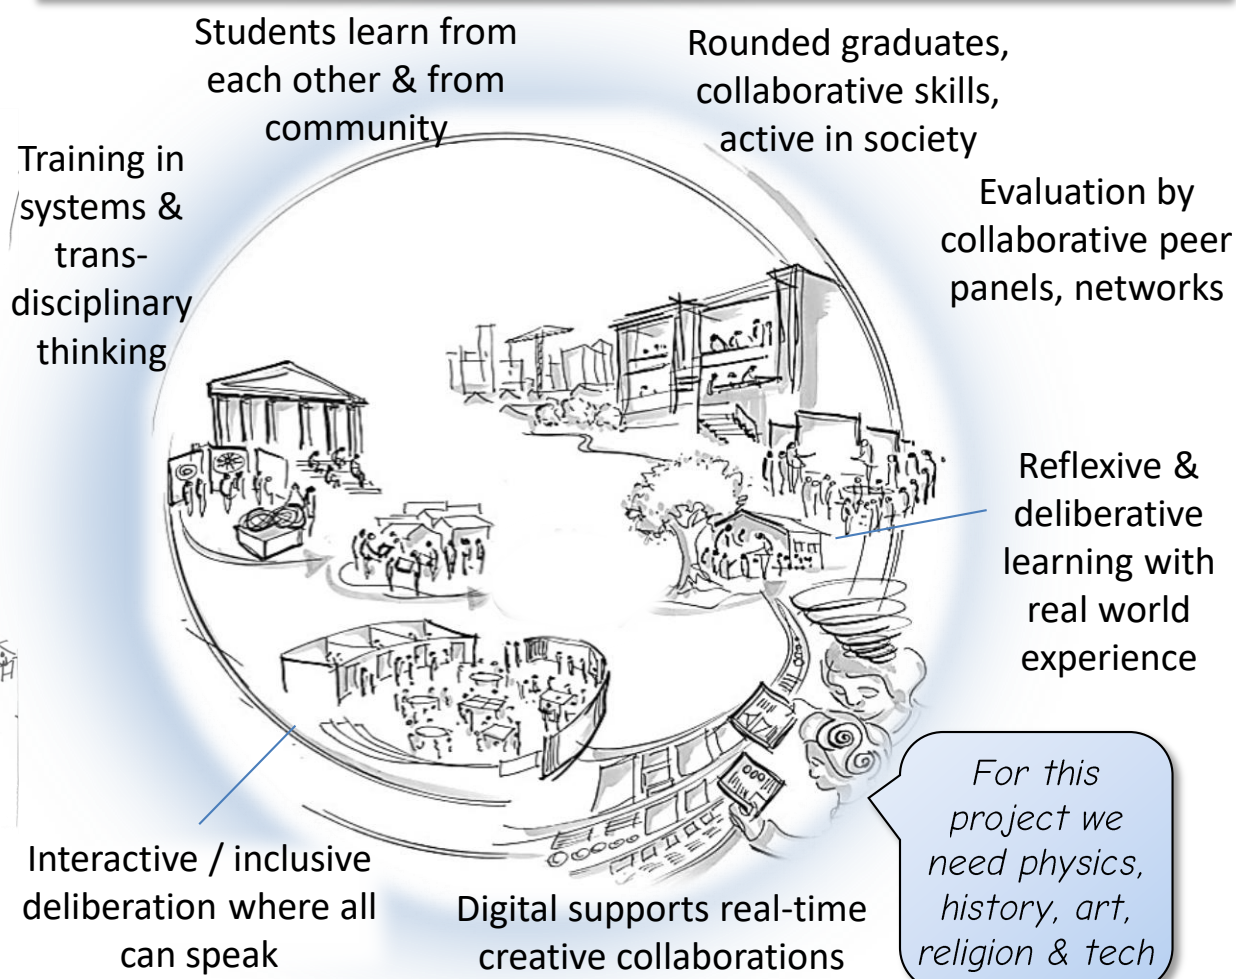 Students learn from
each other & from
community
Rounded graduates,
collaborative skills,
active in society
Training in
systems &
trans-
disciplinary
thinking
Evaluation by
collaborative peer
panels, networks
Reflexive &
deliberative
learning with
real world
experience
For this
project we
need physics,
history, art,
religion & tech
Interactive / inclusive
deliberation where all
can speak
Digital supports real-time
creative collaborations